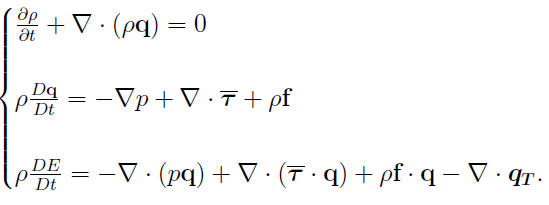 ∂ρ/∂t + ∇ · (ρ𝐪) = 0
ρ D𝐪/Dt = −∇p + ∇ · 𝛕̅ + ρ𝐟
ρ DE/Dt = −∇ · (p𝐪) + ∇ · (𝛕̅ · 𝐪) + ρ𝐟 · 𝐪 − ∇ · 𝒒_T.